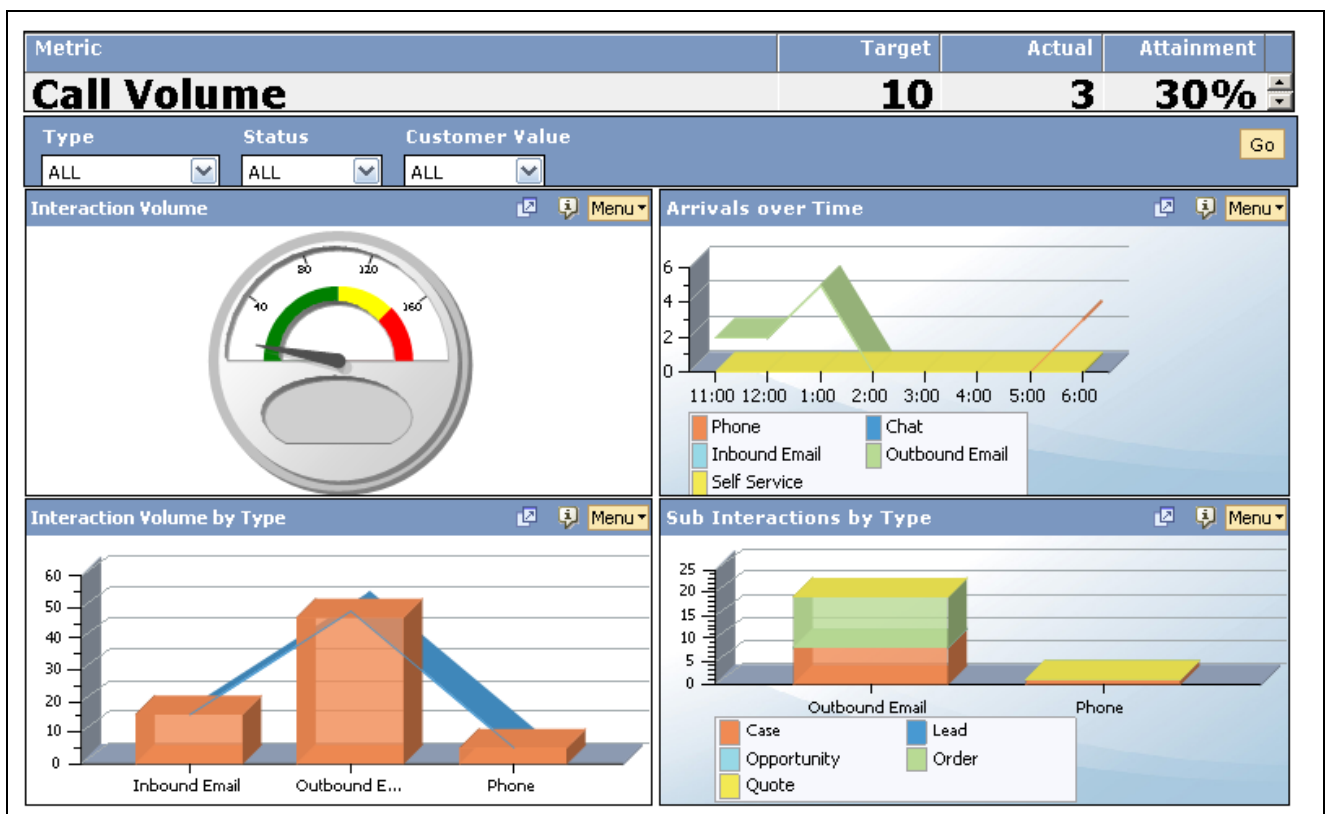 Metric Target Actual Attainment
Call Volume 10 3 30%
Type Status Customer Value
ALL ALL ALL Go
Interaction Volume Menu
40 80 120 160
Arrivals over Time Menu
6
4
2
0
11:00 12:00 1:00 2:00 3:00 4:00 5:00 6:00
Phone Chat
Inbound Email Outbound Email
Self Service
Interaction Volume by Type Menu
60
50
40
30
20
10
0
Inbound Email Outbound E... Phone
Sub Interactions by Type Menu
25
20
15
10
5
0
Outbound Email Phone
Case Lead
Opportunity Order
Quote